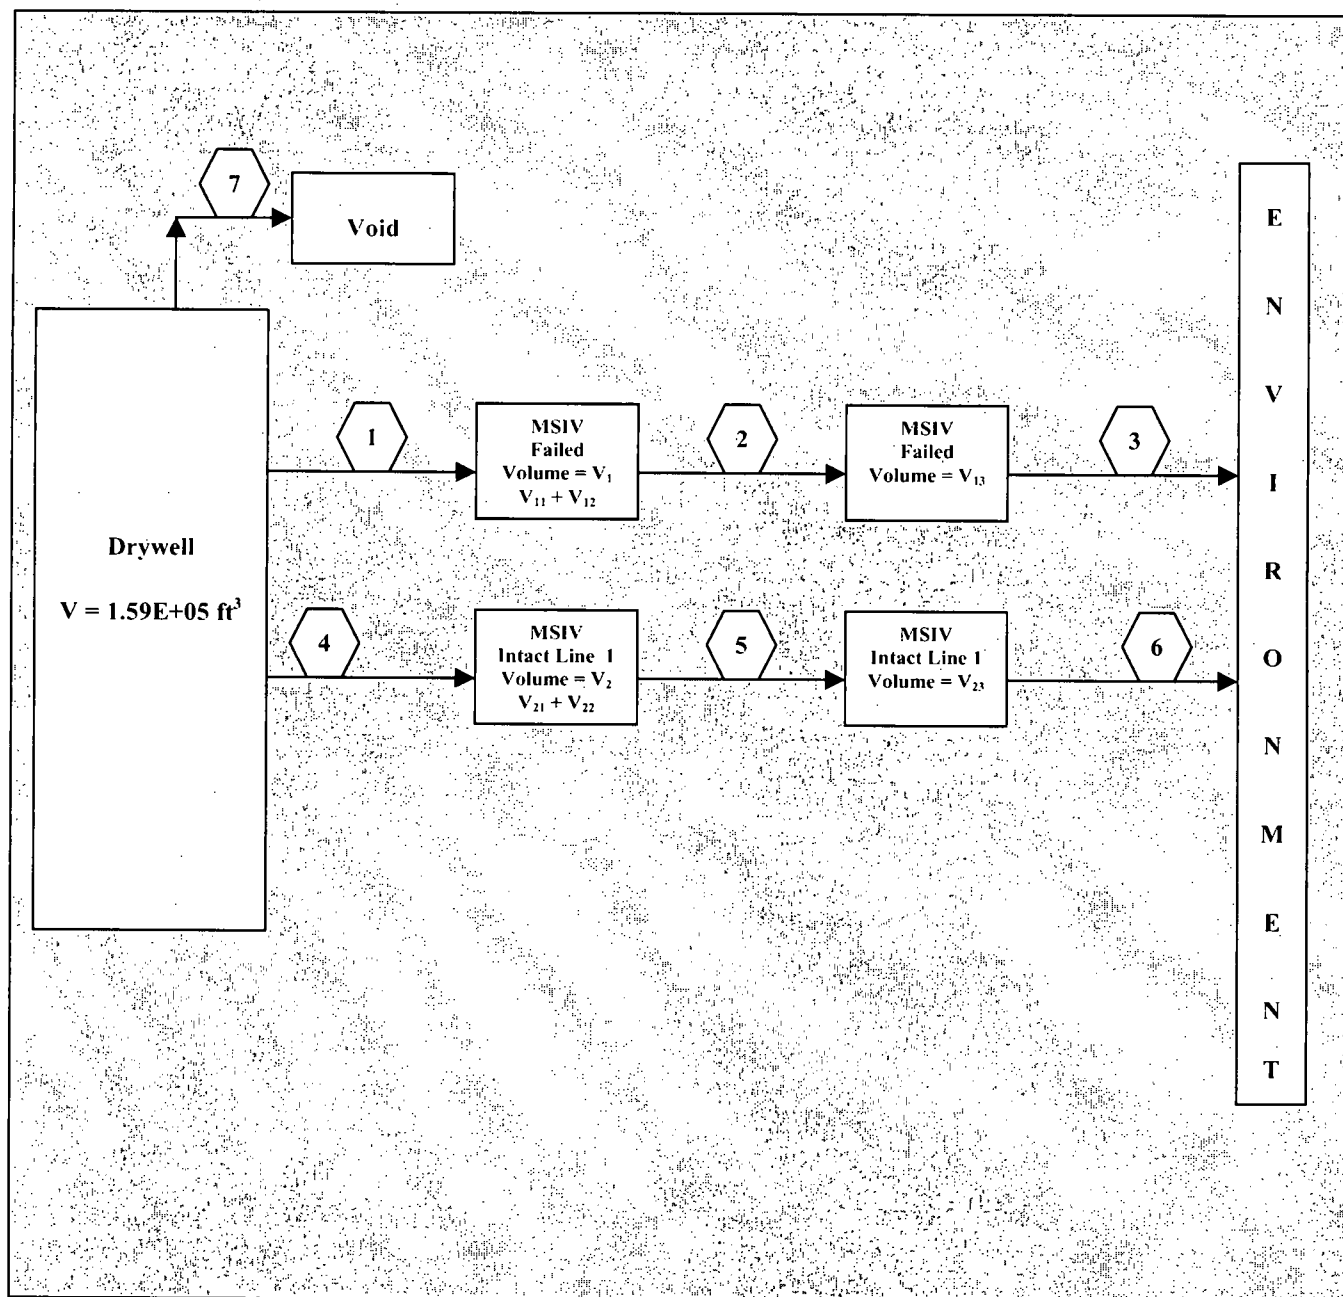 7
Void
1
MSIV
Failed
Volume = V₁
V₁₁ + V₁₂
2
MSIV
Failed
Volume = V₁₃
3
Drywell
V = 1.59E+05 ft³
4
MSIV
Intact Line 1
Volume = V₂
V₂₁ + V₂₂
5
MSIV
Intact Line 1
Volume = V₂₃
6
E
N
V
I
R
O
N
M
E
N
T